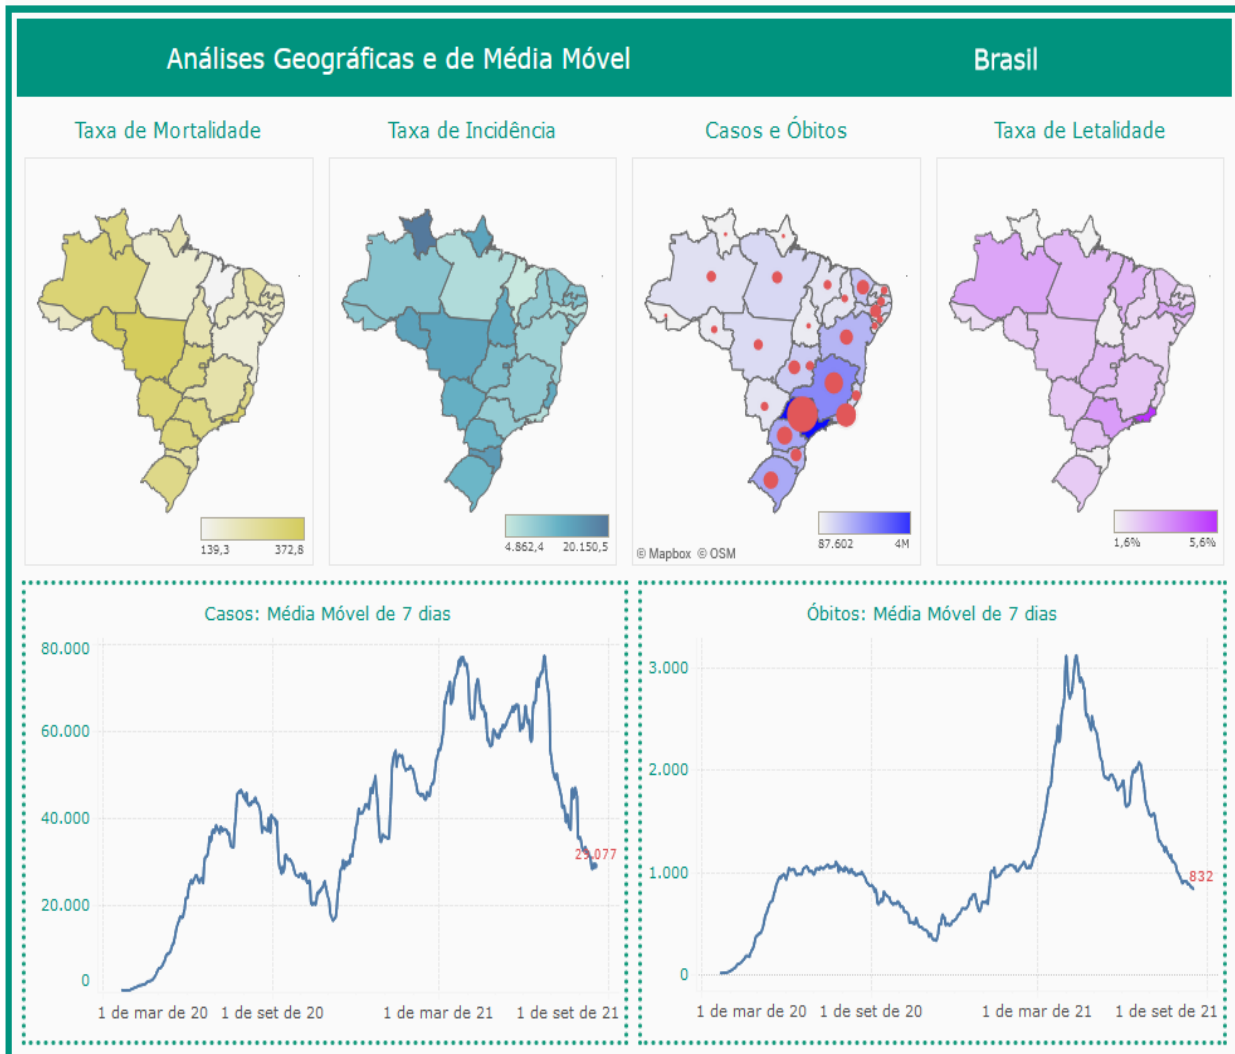 Análises Geográficas e de Média Móvel
Brasil
Taxa de Mortalidade
Taxa de Incidência
Casos e Óbitos
Taxa de Letalidade
139,3
372,8
4.862,4
20.150,5
© Mapbox © OSM
87.602
4M
1,6%
5,6%
Casos: Média Móvel de 7 dias
80.000
60.000
40.000
20.000
0
29.077
1 de mar de 20
1 de set de 20
1 de mar de 21
1 de set de 21
Óbitos: Média Móvel de 7 dias
3.000
2.000
1.000
0
832
1 de mar de 20
1 de set de 20
1 de mar de 21
1 de set de 21